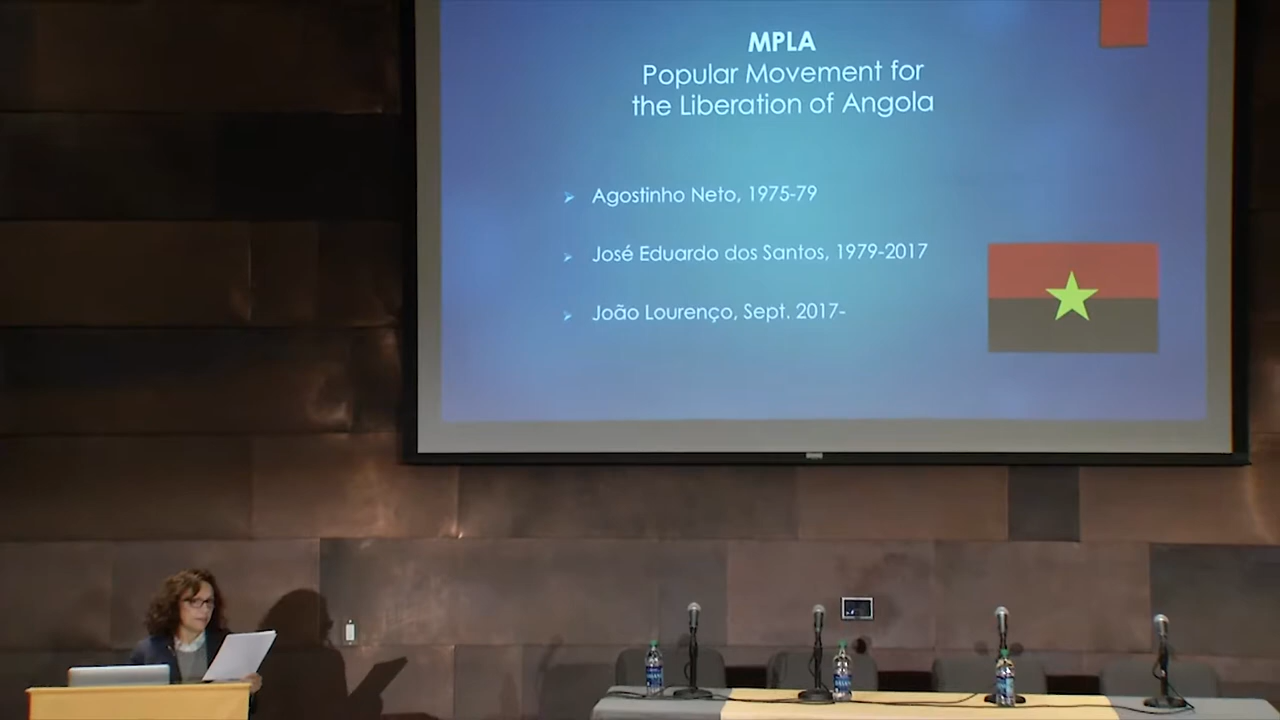 MPLA
Popular Movement for
the Liberation of Angola
Agostinho Neto, 1975-79
José Eduardo dos Santos, 1979-2017
João Lourenço, Sept. 2017-